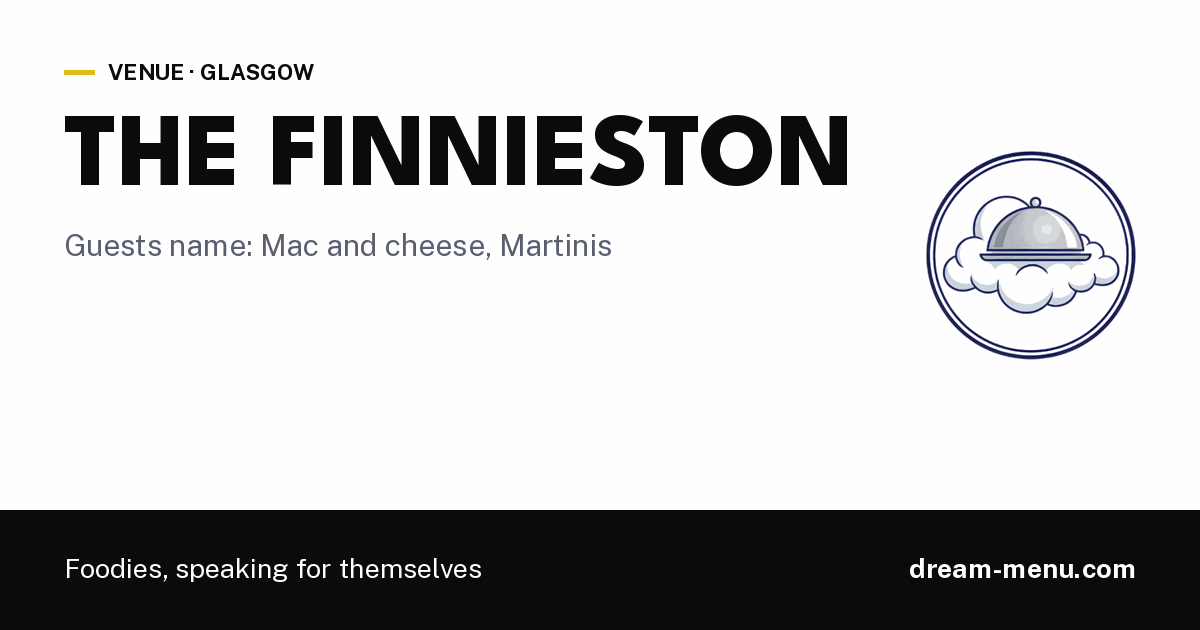 VENUE · GLASGOW
THE FINNIESTON
Guests name: Mac and cheese, Martinis
Foodies, speaking for themselves
dream-menu.com